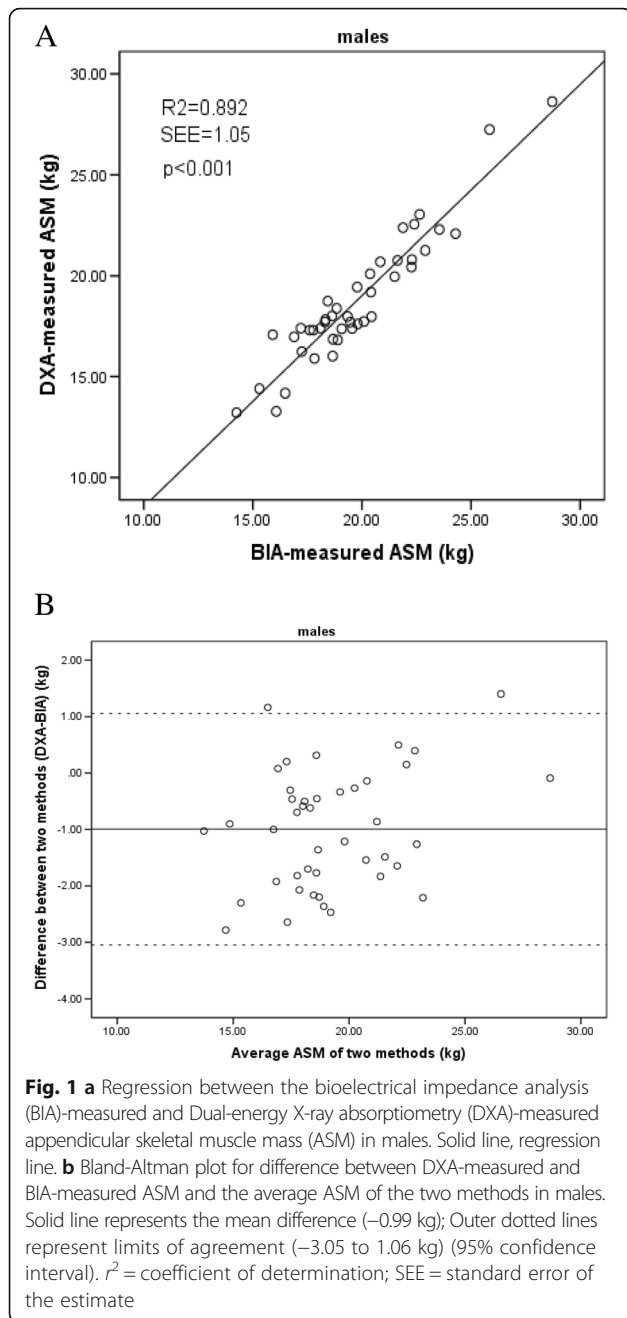 A
males
R2=0.892
SEE=1.05
p<0.001
DXA-measured ASM (kg)
30.00
25.00
20.00
15.00
10.00
10.00 15.00 20.00 25.00 30.00
BIA-measured ASM (kg)
B
males
Difference between two methods (DXA-BIA) (kg)
2.00
1.00
.00
-1.00
-2.00
-3.00
-4.00
10.00 15.00 20.00 25.00 30.00
Average ASM of two methods (kg)
Fig. 1 a Regression between the bioelectrical impedance analysis
(BIA)-measured and Dual-energy X-ray absorptiometry (DXA)-measured
appendicular skeletal muscle mass (ASM) in males. Solid line, regression
line. b Bland-Altman plot for difference between DXA-measured and
BIA-measured ASM and the average ASM of the two methods in males.
Solid line represents the mean difference (−0.99 kg); Outer dotted lines
represent limits of agreement (−3.05 to 1.06 kg) (95% confidence
interval). r² = coefficient of determination; SEE = standard error of
the estimate